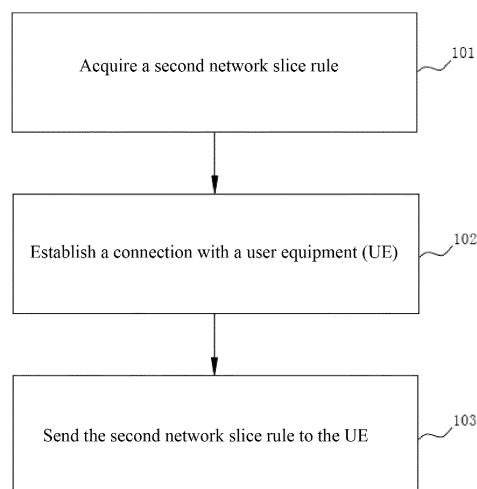 Acquire a second network slice rule
101
Establish a connection with a user equipment (UE)
102
Send the second network slice rule to the UE
103